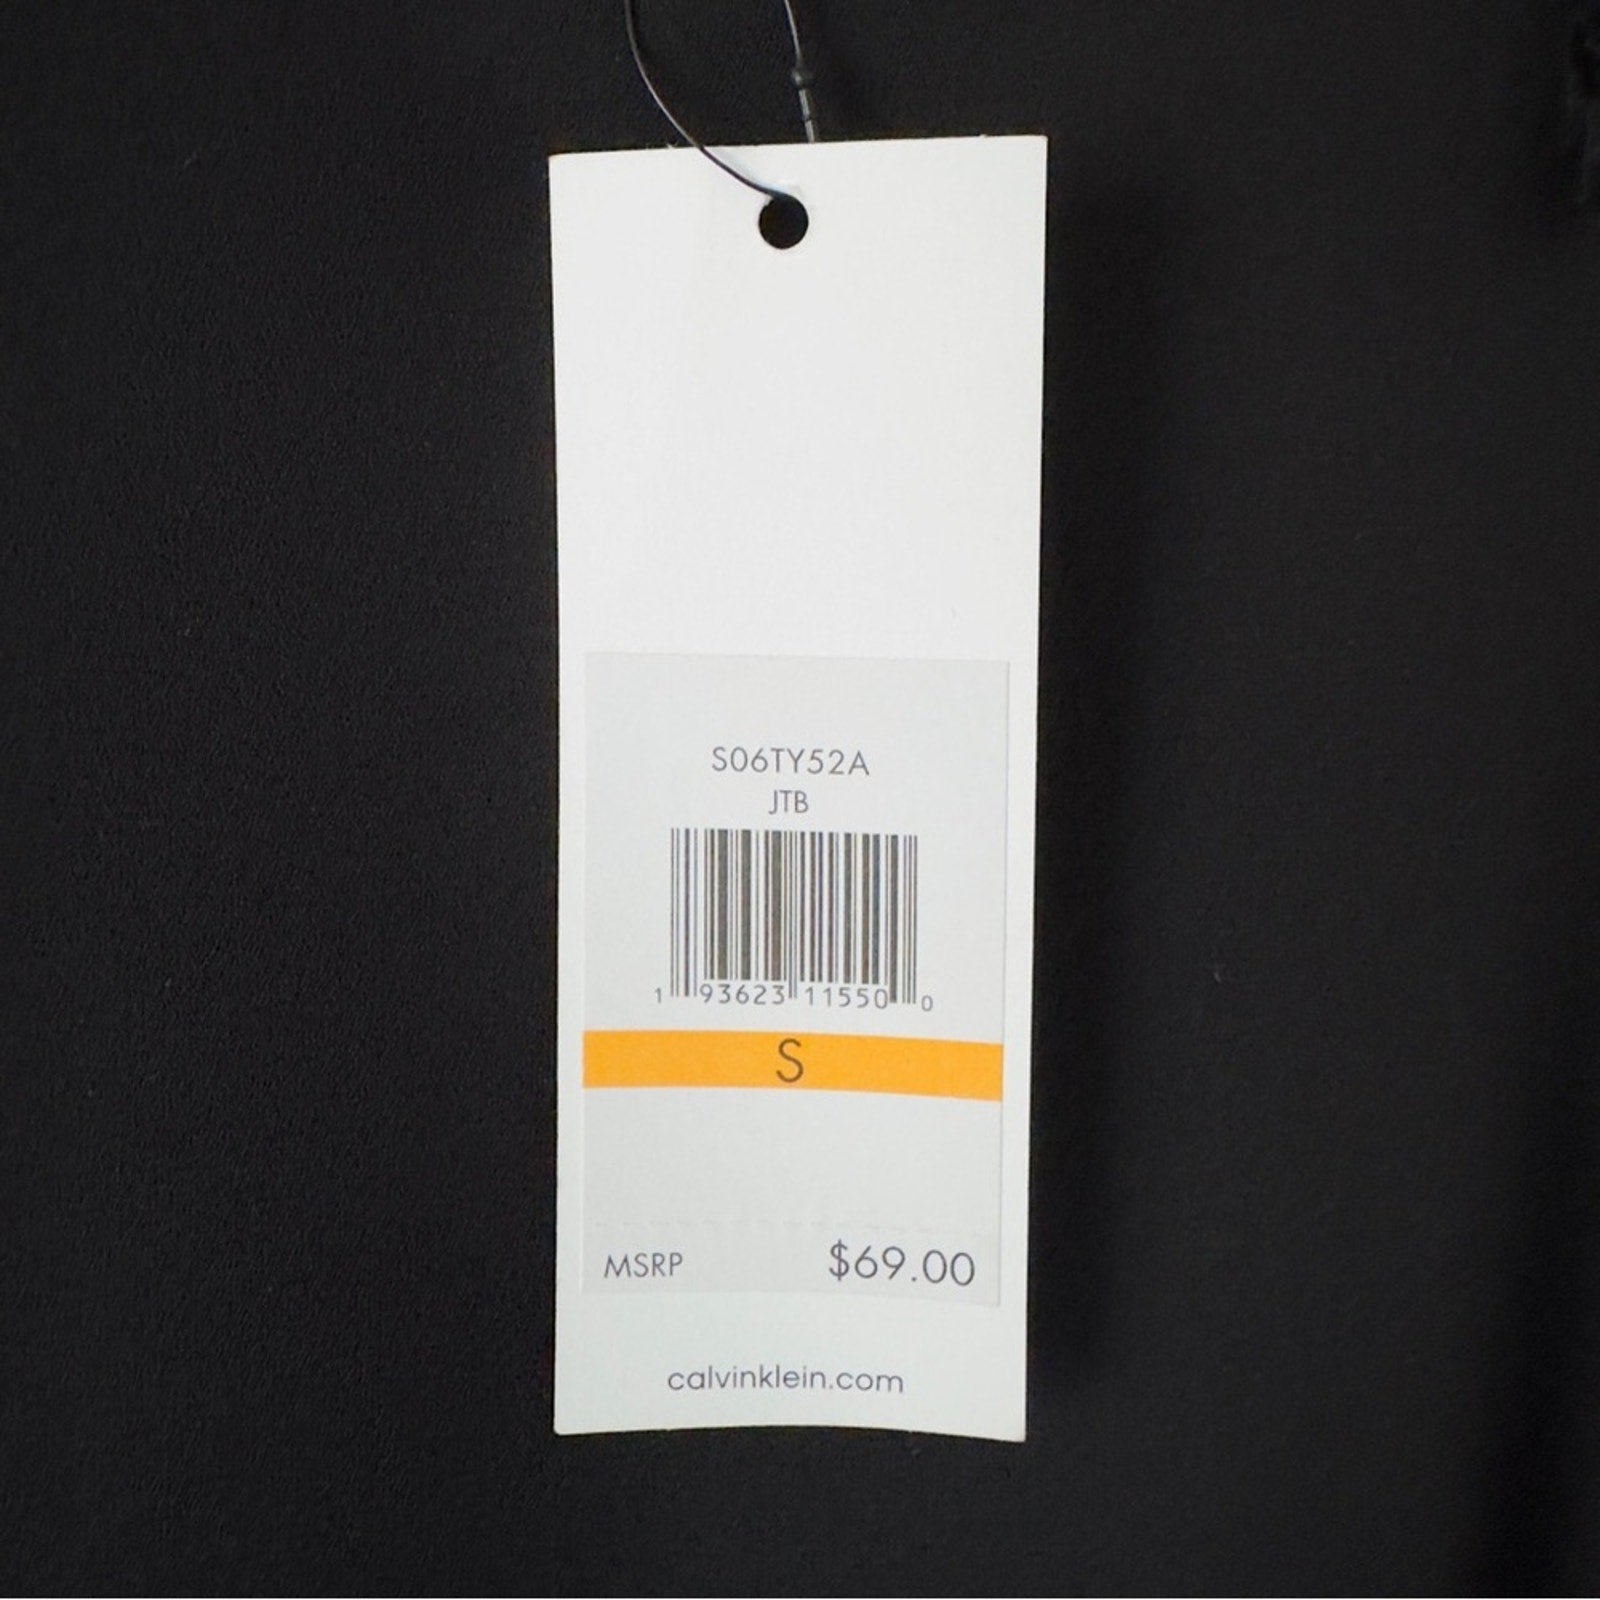 S06TY52A
JTB
1 93623 11550 0
S
MSRP $69.00
calvinklein.com